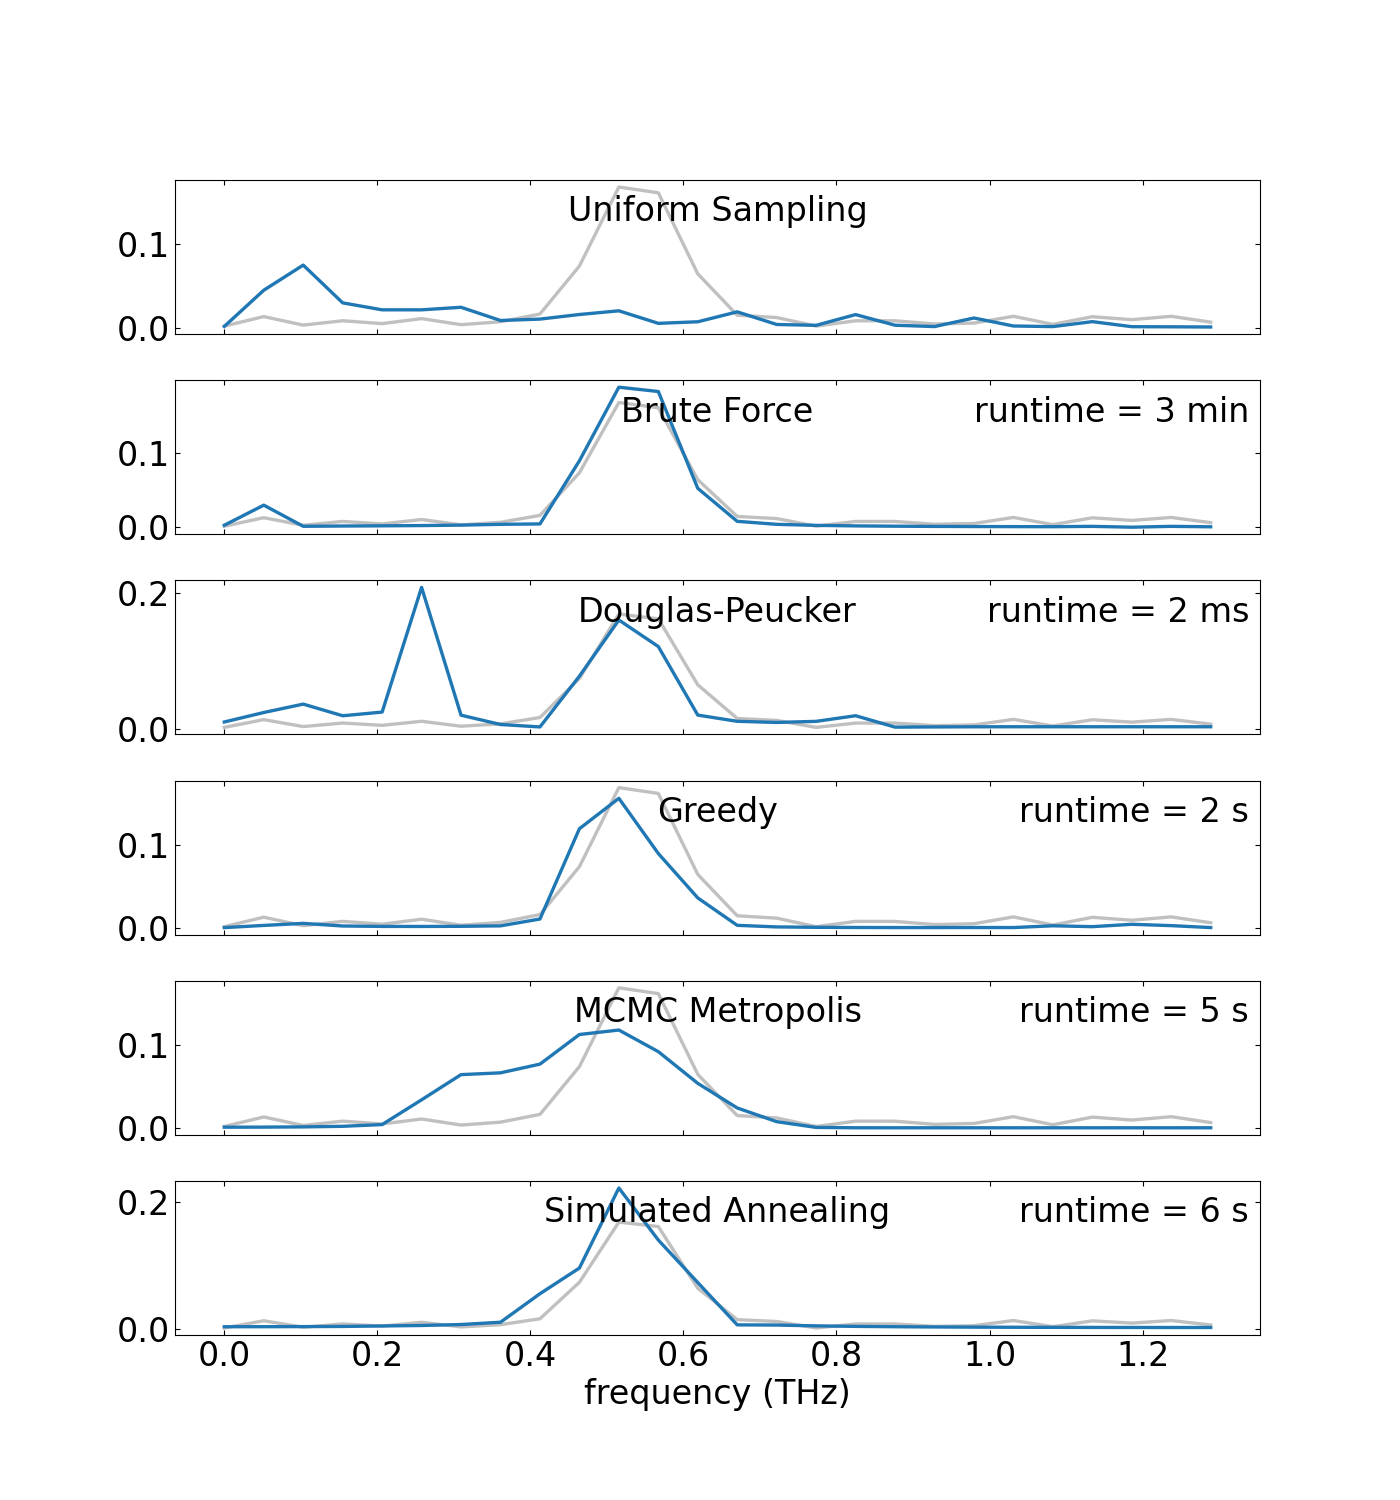 Uniform Sampling
0.1
0.0
Brute Force runtime = 3 min
0.1
0.0
0.2
Douglas-Peucker runtime = 2 ms
0.0
Greedy runtime = 2 s
0.1
0.0
MCMC Metropolis runtime = 5 s
0.1
0.0
0.2
Simulated Annealing runtime = 6 s
0.0
0.0 0.2 0.4 0.6 0.8 1.0 1.2
frequency (THz)